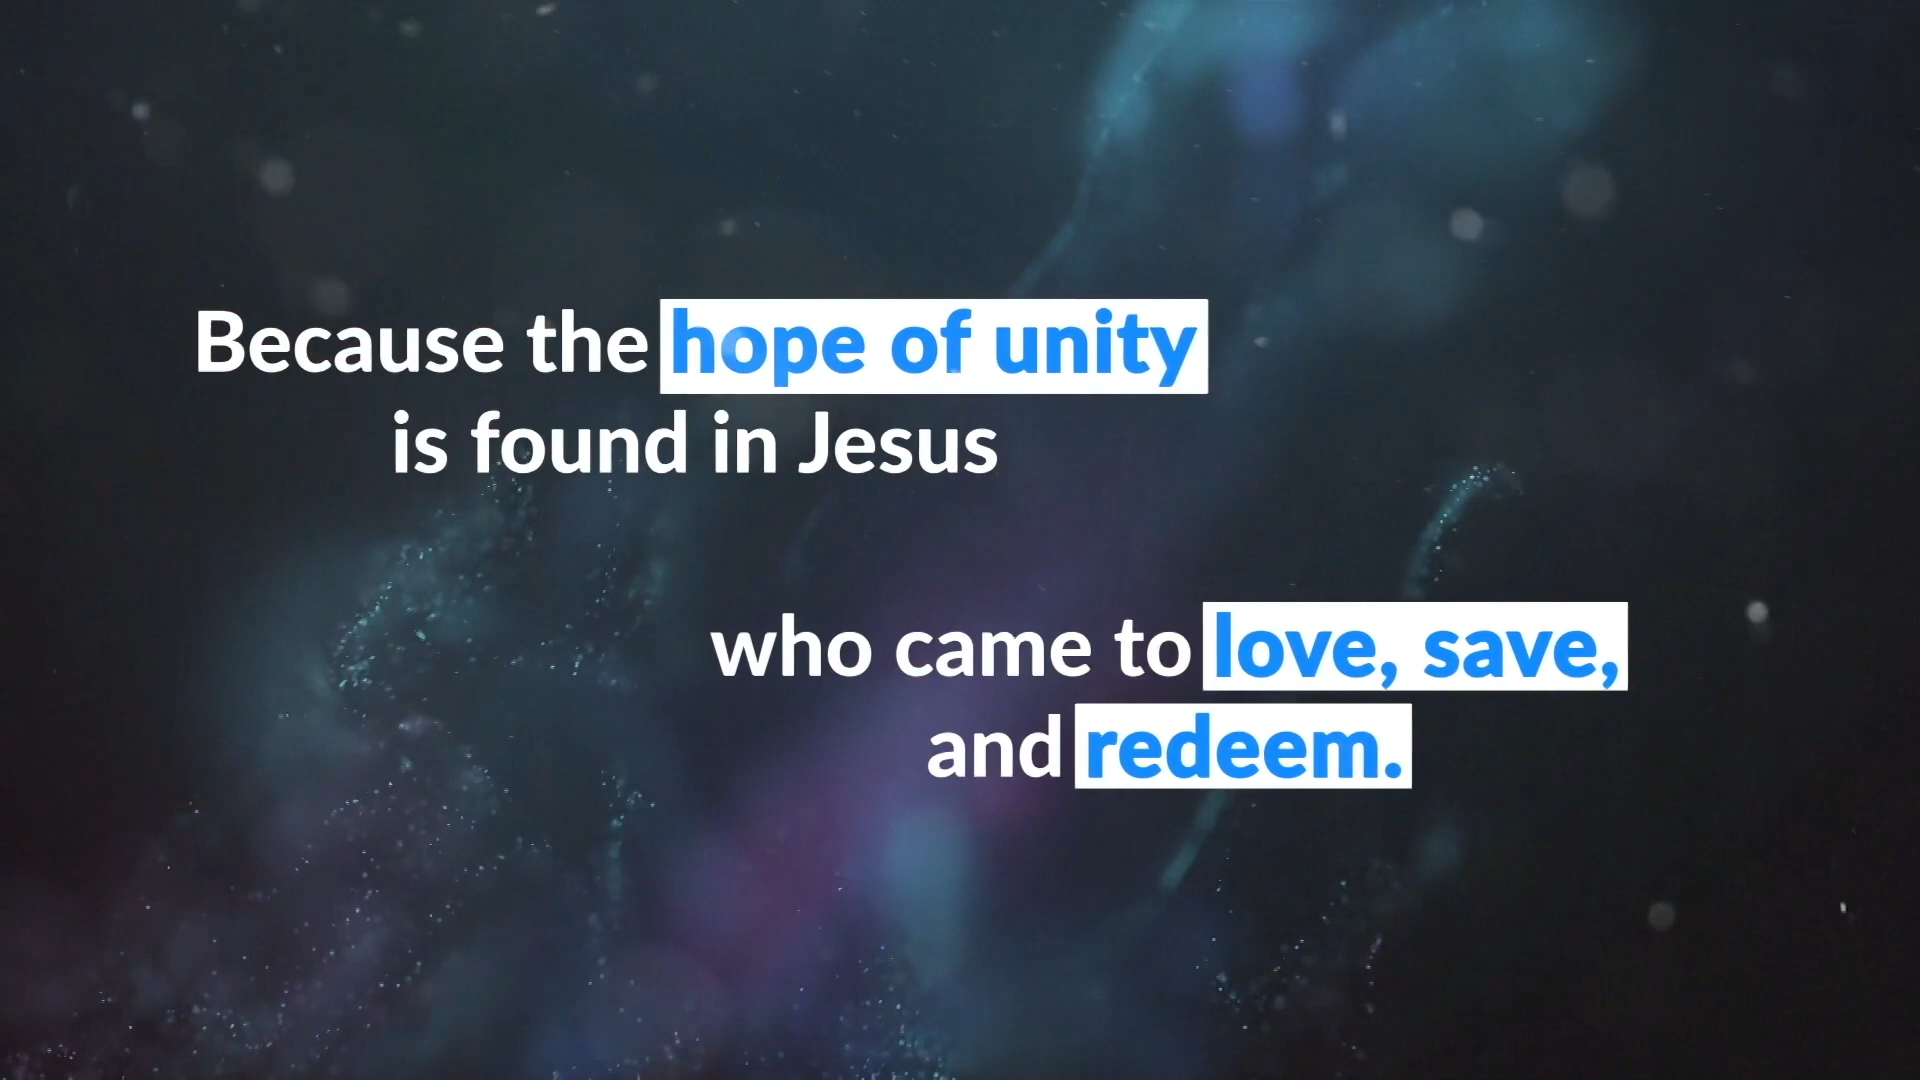 Because the hope of unity
is found in Jesus
who came to love, save,
and redeem.